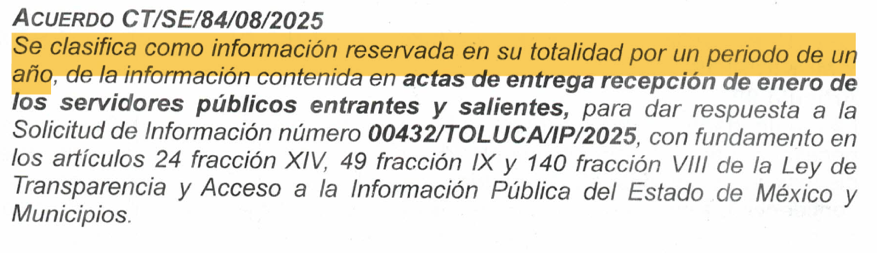 ACUERDO CT/SE/84/08/2025
Se clasifica como información reservada en su totalidad por un periodo de un
año, de la información contenida en actas de entrega recepción de enero de
los servidores públicos entrantes y salientes, para dar respuesta a la
Solicitud de Información número 00432/TOLUCA/IP/2025, con fundamento en
los artículos 24 fracción XIV, 49 fracción IX y 140 fracción VIII de la Ley de
Transparencia y Acceso a la Información Pública del Estado de México y
Municipios.